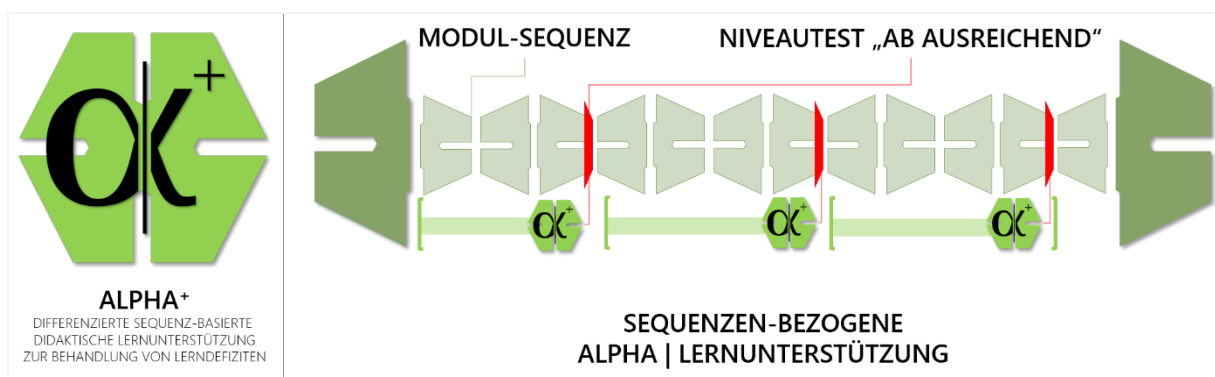 α+
ALPHA+
DIFFERENZIERTE SEQUENZ-BASIERTE
DIDAKTISCHE LERNUNTERSTÜTZUNG
ZUR BEHANDLUNG VON LERNDEFIZITEN
MODUL-SEQUENZ
NIVEAUTEST „AB AUSREICHEND“
α+
α+
α+
SEQUENZEN-BEZOGENE
ALPHA | LERNUNTERSTÜTZUNG